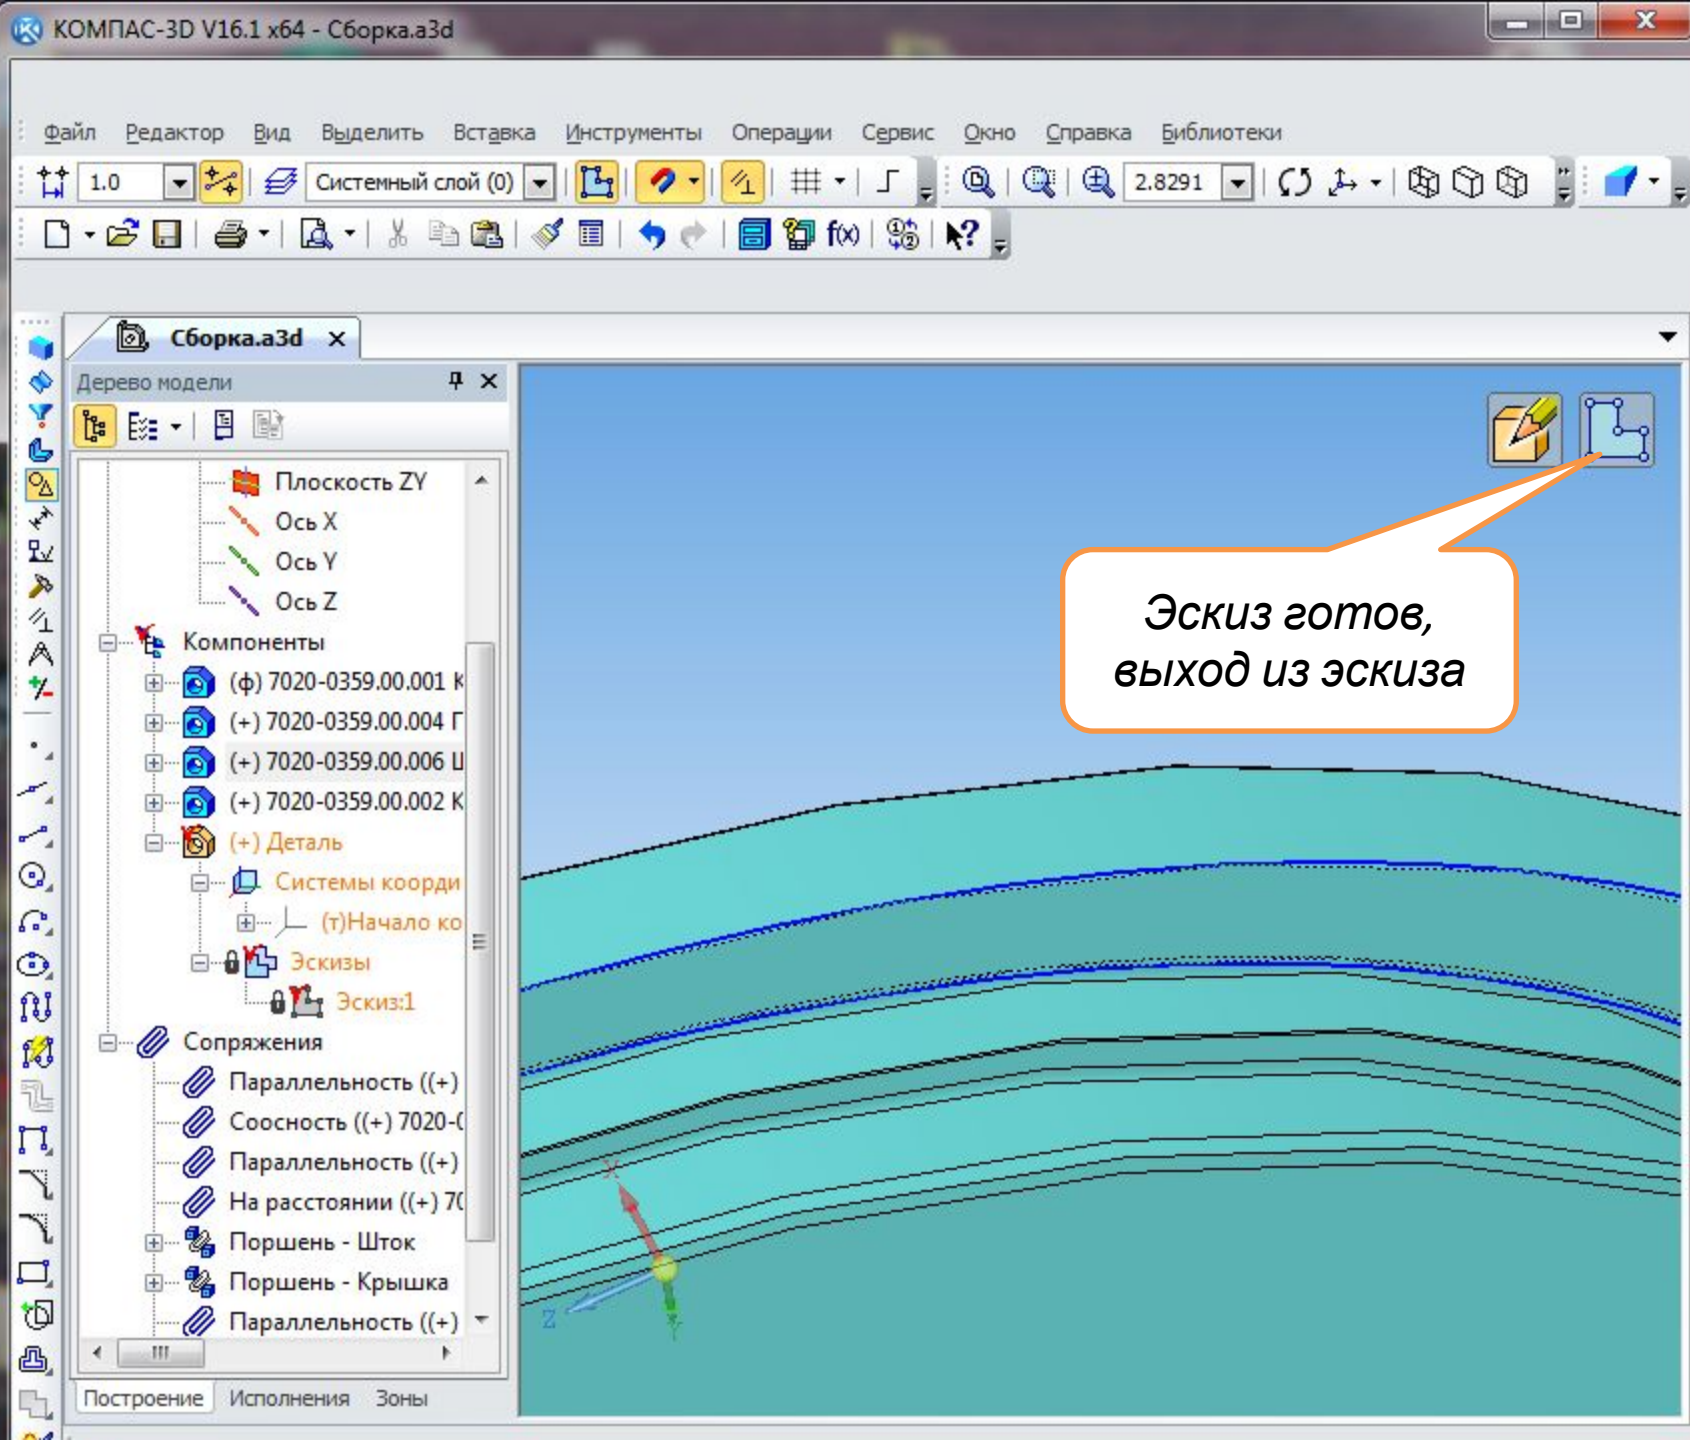 КОМПАС-3D V16.1 x64 - Сборка.a3d
Файл Редактор Вид Выделить Вставка Инструменты Операции Сервис Окно Справка Библиотеки
1.0 Системный слой (0) 2.8291
f(x)
Сборка.a3d
Дерево модели
Плоскость ZY
Ось X
Ось Y
Ось Z
Компоненты
(ф) 7020-0359.00.001 К
(+) 7020-0359.00.004 Г
(+) 7020-0359.00.006 Ш
(+) 7020-0359.00.002 К
(+) Деталь
Системы коорди
(т)Начало ко
Эскизы
Эскиз:1
Сопряжения
Параллельность ((+)
Соосность ((+) 7020-0
Параллельность ((+)
На расстоянии ((+) 70
Поршень - Шток
Поршень - Крышка
Параллельность ((+)
Построение Исполнения Зоны
Эскиз готов,
выход из эскиза
X
Z
Y